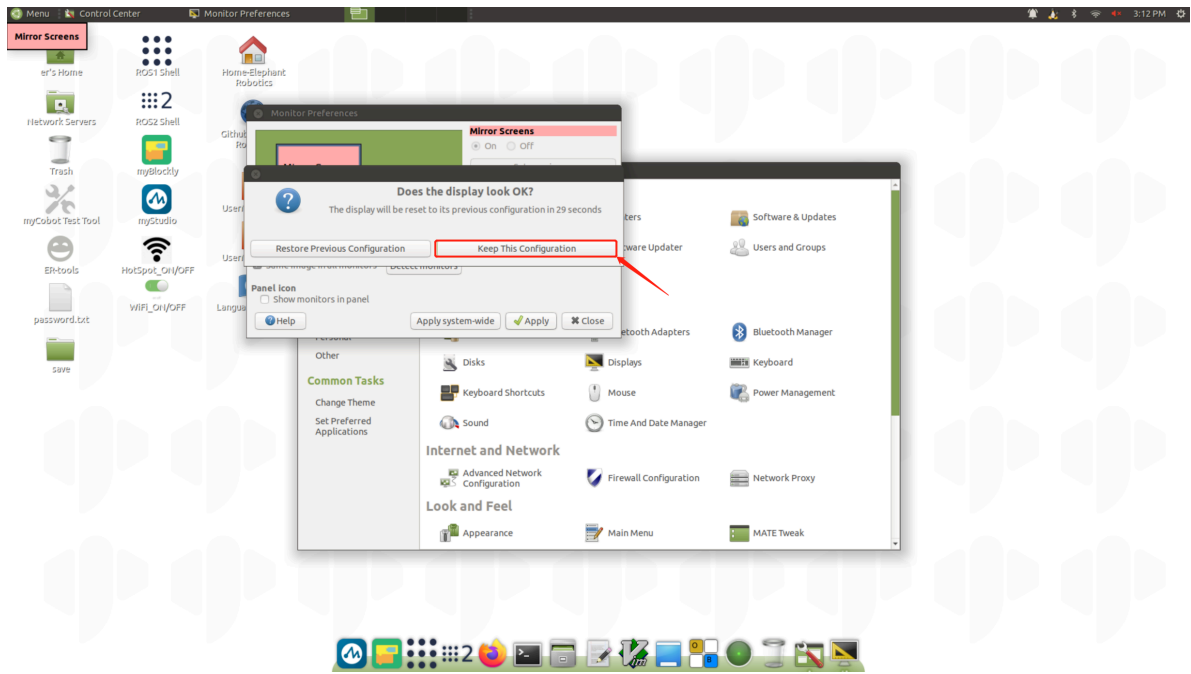 Menu
Control Center
Monitor Preferences
3:12 PM
Mirror Screens
er's Home
ROS1 Shell
Home-Elephant
Robotics
Network Servers
ROS2 Shell
Trash
myBlockly
myCobot Test Tool
myStudio
ER-tools
HotSpot_ON/OFF
password.txt
WiFi_ON/OFF
save
Monitor Preferences
Mirror Screens
On
Off
Does the display look OK?
The display will be reset to its previous configuration in 29 seconds
Restore Previous Configuration
Keep This Configuration
Panel icon
Show monitors in panel
Help
Apply system-wide
Apply
Close
Software & Updates
Users and Groups
Bluetooth Manager
Other
Disks
Displays
Keyboard
Common Tasks
Change Theme
Set Preferred
Applications
Keyboard Shortcuts
Mouse
Power Management
Sound
Time And Date Manager
Internet and Network
Advanced Network
Configuration
Firewall Configuration
Network Proxy
Look and Feel
Appearance
Main Menu
MATE Tweak
2